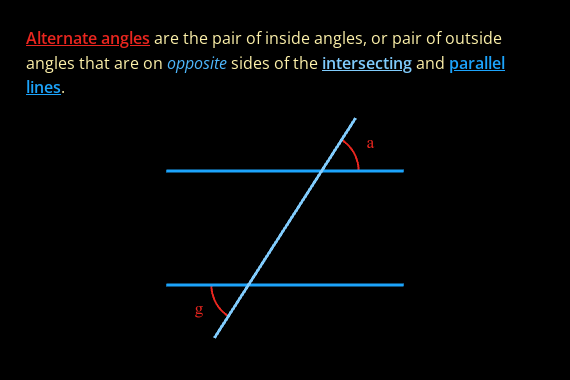 Alternate angles are the pair of inside angles, or pair of outside
angles that are on opposite sides of the intersecting and parallel
lines.
a
g